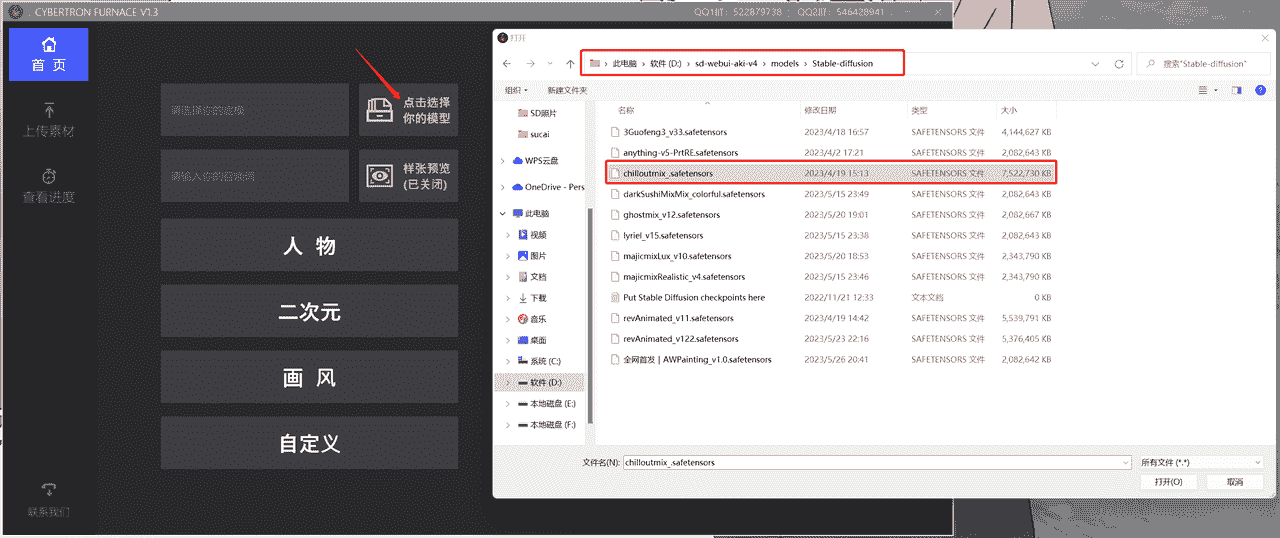 CYBERTRON FURNACE V1.3
QQ1群: 522879738 ; QQ2群: 546428941 .
首 页
上传素材
查看进度
联系我们
请选择你的底模
点击选择
你的模型
样张预览
(已关闭)
人 物
二次元
画 风
自定义
打开
此电脑 > 软件 (D:) > sd-webui-aki-v4 > models > Stable-diffusion
搜索"Stable-diffusion"
组织 新建文件夹
SD照片
sucai
WPS云盘
OneDrive - Pers
此电脑
视频
图片
文档
下载
音乐
桌面
系统 (C:)
软件 (D:)
本地磁盘 (E:)
本地磁盘 (F:)
名称 修改日期 类型 大小
3Guofeng3_v33.safetensors 2023/4/18 16:57 SAFETENSORS 文件 4,144,627 KB
anything-v5-PrtRE.safetensors 2023/4/2 17:21 SAFETENSORS 文件 2,082,643 KB
chilloutmix_.safetensors 2023/4/19 15:13 SAFETENSORS 文件 7,522,730 KB
darkSushiMixMix_colorful.safetensors 2023/5/15 23:49 SAFETENSORS 文件 2,082,643 KB
ghostmix_v12.safetensors 2023/5/20 19:01 SAFETENSORS 文件 2,082,667 KB
lyriel_v15.safetensors 2023/5/15 23:38 SAFETENSORS 文件 2,082,643 KB
majicmixLux_v10.safetensors 2023/5/20 18:53 SAFETENSORS 文件 2,343,790 KB
majicmixRealistic_v4.safetensors 2023/5/15 23:46 SAFETENSORS 文件 2,343,790 KB
Put Stable Diffusion checkpoints here 2022/11/21 12:33 文本文档 0 KB
revAnimated_v11.safetensors 2023/4/19 14:42 SAFETENSORS 文件 5,539,791 KB
revAnimated_v122.safetensors 2023/5/23 22:16 SAFETENSORS 文件 5,376,405 KB
全网首发 | AWPainting_v1.0.safetensors 2023/5/26 20:41 SAFETENSORS 文件 2,082,642 KB
文件名(N): chilloutmix_.safetensors
所有文件 (*.*)
打开(O) 取消